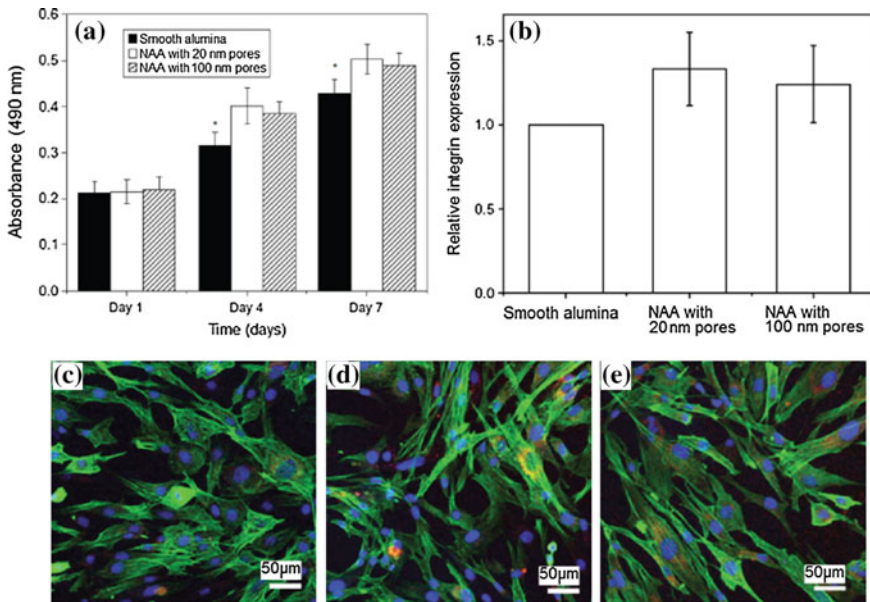 (a)
Smooth alumina
NAA with 20 nm pores
NAA with 100 nm pores
Absorbance (490 nm)
0.6
0.5
0.4
0.3
0.2
0.1
0.0
*
*
Day 1
Day 4
Day 7
Time (days)
(b)
Relative integrin expression
1.5
1.0
0.5
0.0
Smooth alumina
NAA with
20 nm pores
NAA with
100 nm pores
(c)
50μm
(d)
50μm
(e)
50μm